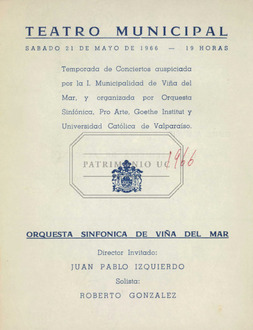 TEATRO MUNICIPAL
SABADO 21 DE MAYO DE 1966 — 19 HORAS
Temporada de Conciertos auspiciada
por la I. Municipalidad de Viña del
Mar, y organizada por Orquesta
Sinfónica, Pro Arte, Goethe Institut y
Universidad Católica de Valparaíso.
1966
PATRIMONIO UC
ORQUESTA SINFONICA DE VIÑA DEL MAR
Director Invitado:
JUAN PABLO IZQUIERDO
Solista:
ROBERTO GONZALEZ